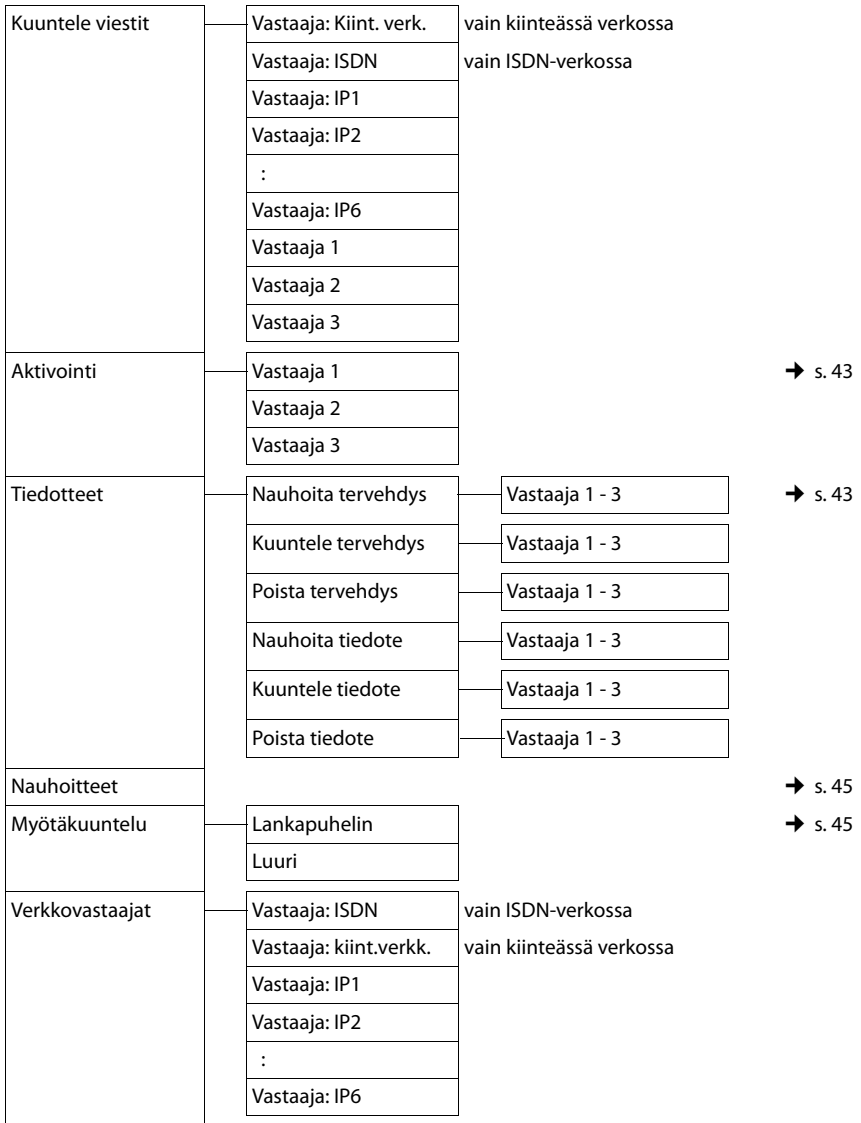 Kuuntele viestit Vastaaja: Kiint. verk. vain kiinteässä verkossa
Vastaaja: ISDN vain ISDN-verkossa
Vastaaja: IP1
Vastaaja: IP2
:
Vastaaja: IP6
Vastaaja 1
Vastaaja 2
Vastaaja 3
Aktivointi Vastaaja 1 ➔ s. 43
Vastaaja 2
Vastaaja 3
Tiedotteet Nauhoita tervehdys Vastaaja 1 - 3 ➔ s. 43
Kuuntele tervehdys Vastaaja 1 - 3
Poista tervehdys Vastaaja 1 - 3
Nauhoita tiedote Vastaaja 1 - 3
Kuuntele tiedote Vastaaja 1 - 3
Poista tiedote Vastaaja 1 - 3
Nauhoitteet ➔ s. 45
Myötäkuuntelu Lankapuhelin ➔ s. 45
Luuri
Verkkovastaajat Vastaaja: ISDN vain ISDN-verkossa
Vastaaja: kiint.verkk. vain kiinteässä verkossa
Vastaaja: IP1
Vastaaja: IP2
:
Vastaaja: IP6